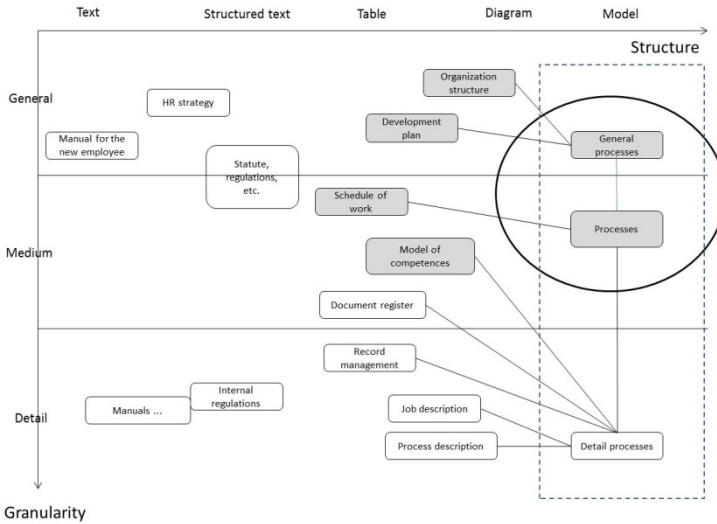 Text
Structured text
Table
Diagram
Model
Structure
General
Organization
structure
HR strategy
Development
plan
General
processes
Manual for the
new employee
Statute,
regulations,
etc.
Schedule of
work
Processes
Medium
Model of
competences
Document register
Record
management
Internal
regulations
Manuals ...
Job description
Detail
Process description
Detail processes
Granularity